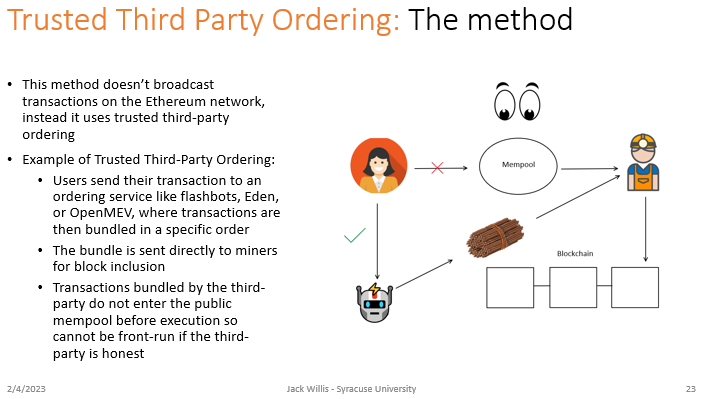 Trusted Third Party Ordering: The method
• This method doesn’t broadcast
transactions on the Ethereum network,
instead it uses trusted third-party
ordering
• Example of Trusted Third-Party Ordering:
• Users send their transaction to an
ordering service like flashbots, Eden,
or OpenMEV, where transactions are
then bundled in a specific order
• The bundle is sent directly to miners
for block inclusion
• Transactions bundled by the third-
party do not enter the public
mempool before execution so
cannot be front-run if the third-
party is honest
Mempool
Blockchain
2/4/2023
Jack Willis - Syracuse University
23